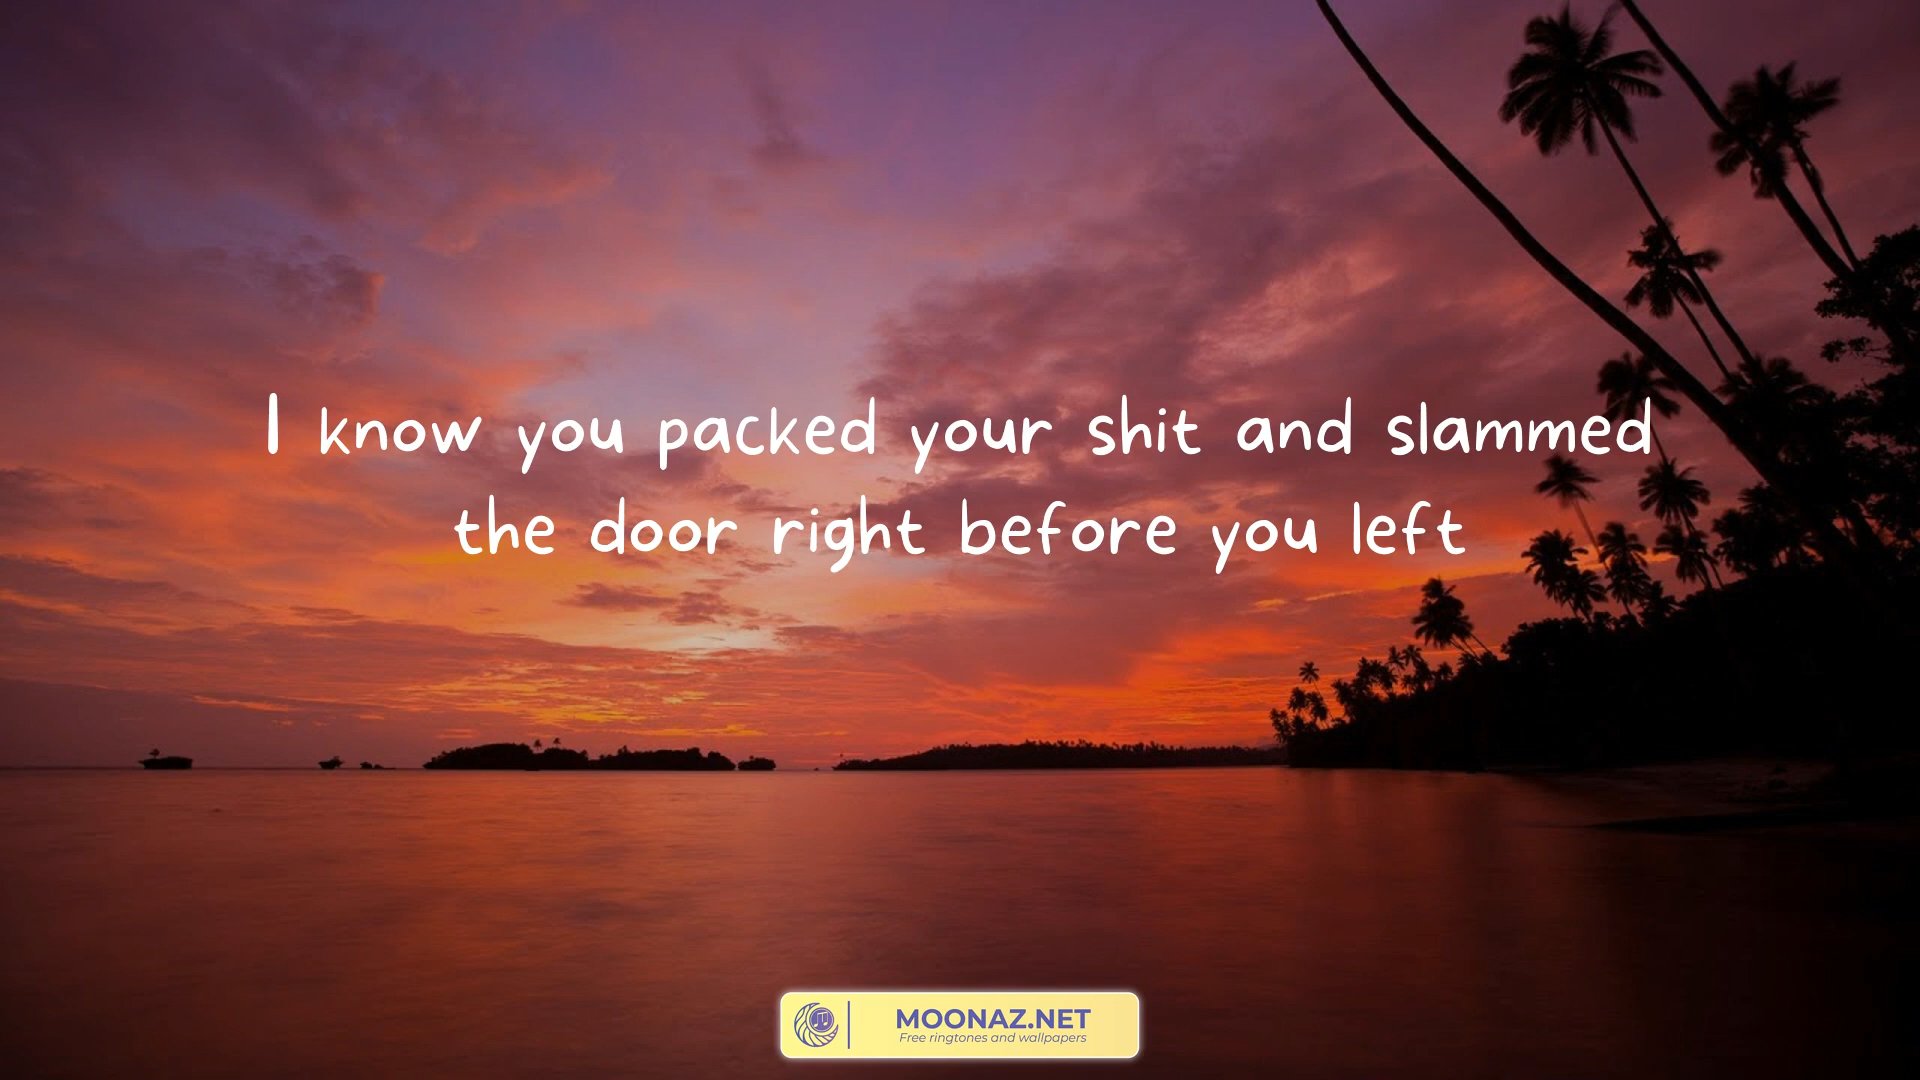 I know you packed your shit and slammed
the door right before you left
MOONAZ.NET
Free ringtones and wallpapers